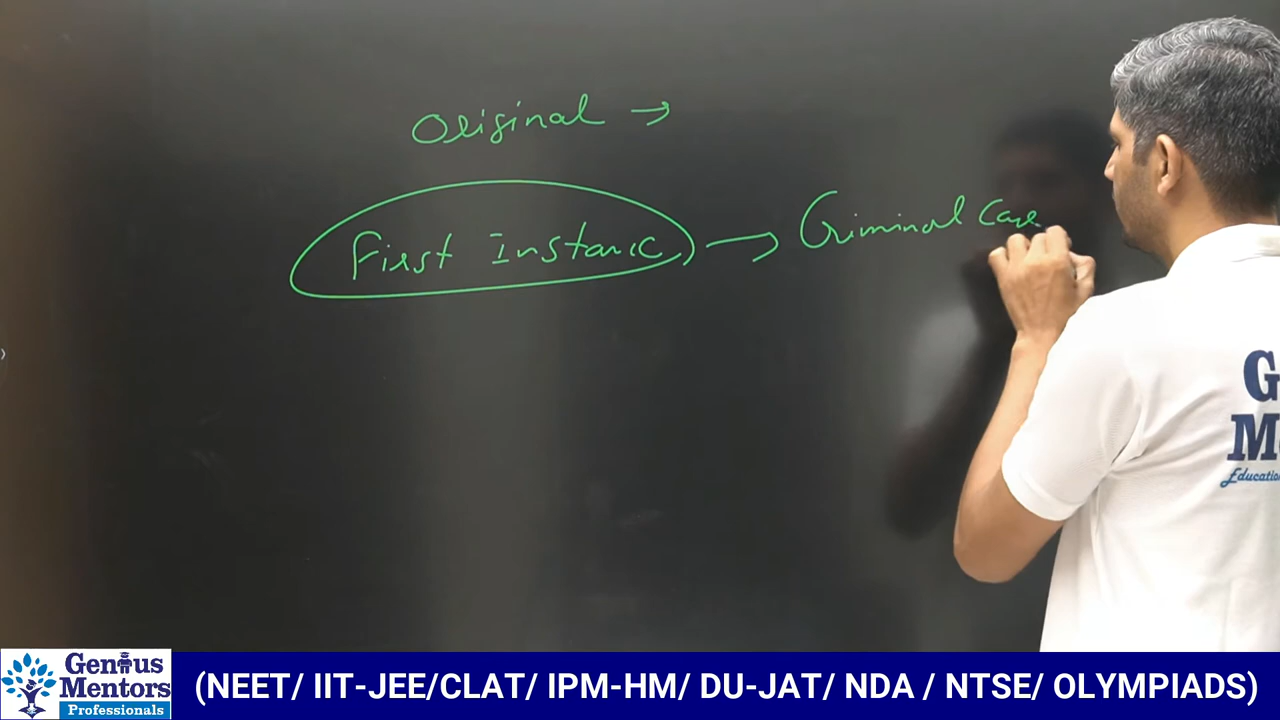 Original →
First Instance → Criminal Case
G
M
Educatio
Genius
Mentors
Professionals
(NEET/ IIT-JEE/CLAT/ IPM-HM/ DU-JAT/ NDA / NTSE/ OLYMPIADS)